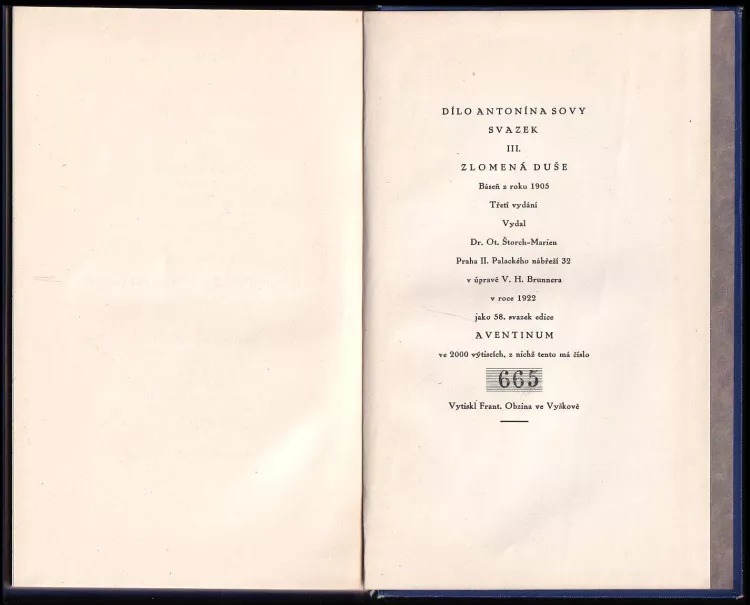 DÍLO ANTONÍNA SOVY
SVAZEK
III.
ZLOMENÁ DUŠE
Báseň z roku 1905
Třetí vydání
Vydal
Dr. Ot. Štorch-Marien
Praha II. Palackého nábřeží 32
v úpravě V. H. Brunnera
v roce 1922
jako 58. svazek edice
AVENTINUM
ve 2000 výtiscích, z nichž tento má číslo
665
Vytiskl Frant. Obzina ve Vyškově